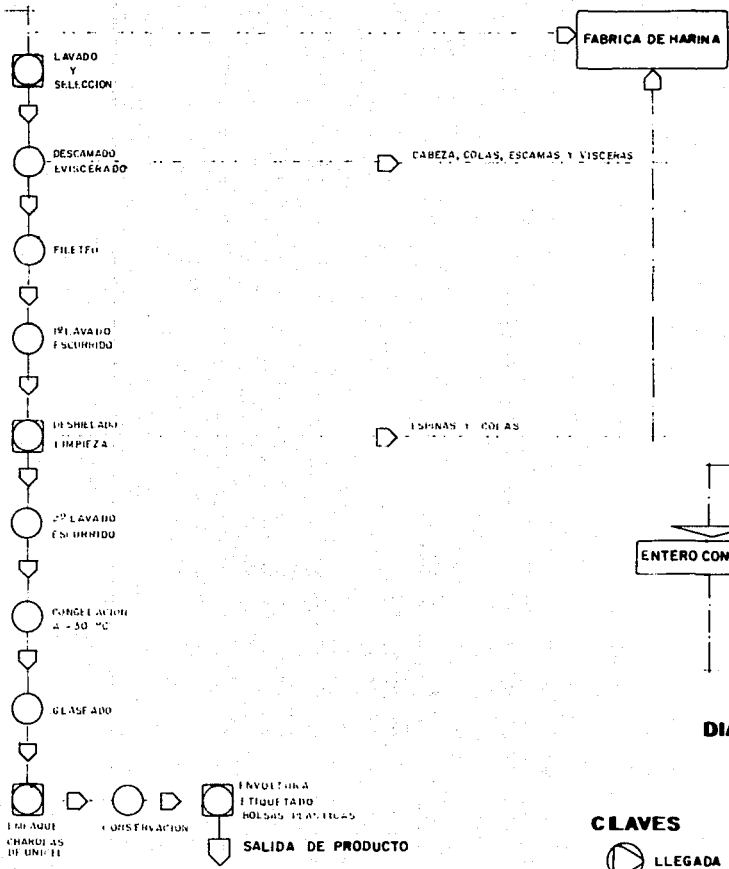 FABRICA DE HARINA
LAVADO
Y
SELECCION
DESCAMADO
EVISCERADO
CABEZA, COLAS, ESCAMAS Y VISCERAS
FILETEO
1º LAVADO
ESCURRIDO
LIMPIEZA
ESPINAS Y COLAS
2º LAVADO
ESCURRIDO
ENTERO CON
CONGELACION
A -30 ºC
GLASEADO
DIA
EMPAQUE
CHAROLAS
DE UNICEL
CONSERVACION
ENVOLTURA
ETIQUETADO
BOLSAS PLASTICAS
SALIDA DE PRODUCTO
CLAVES
LLEGADA